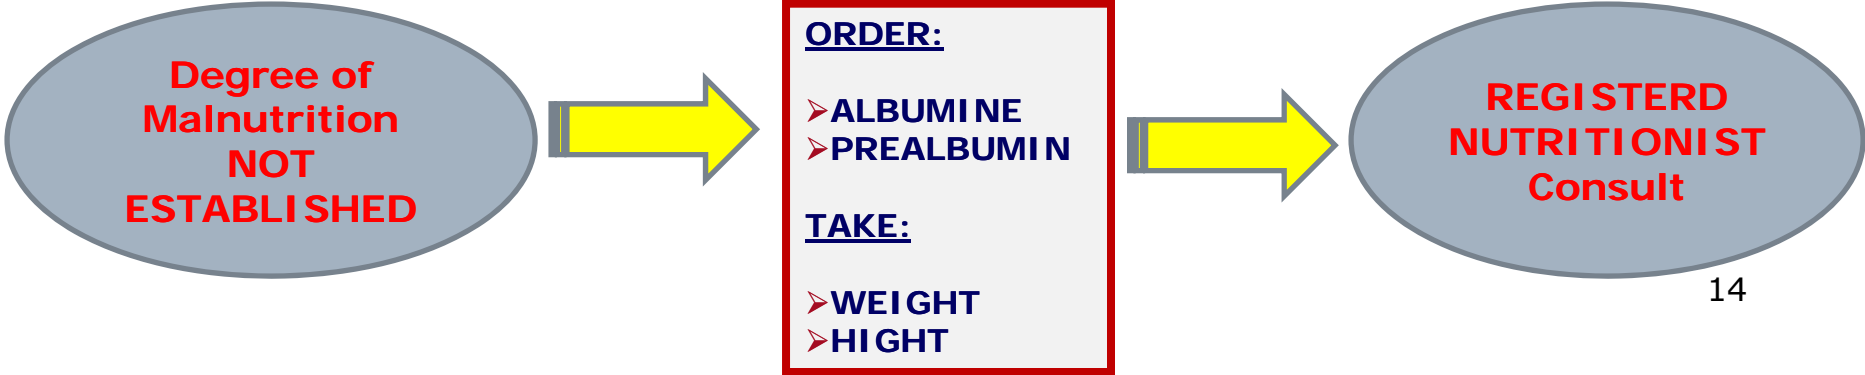 Degree of
Malnutrition
NOT
ESTABLISHED
ORDER:
➢ALBUMINE
➢PREALBUMIN
TAKE:
➢WEIGHT
➢HIGHT
REGISTERD
NUTRITIONIST
Consult
14